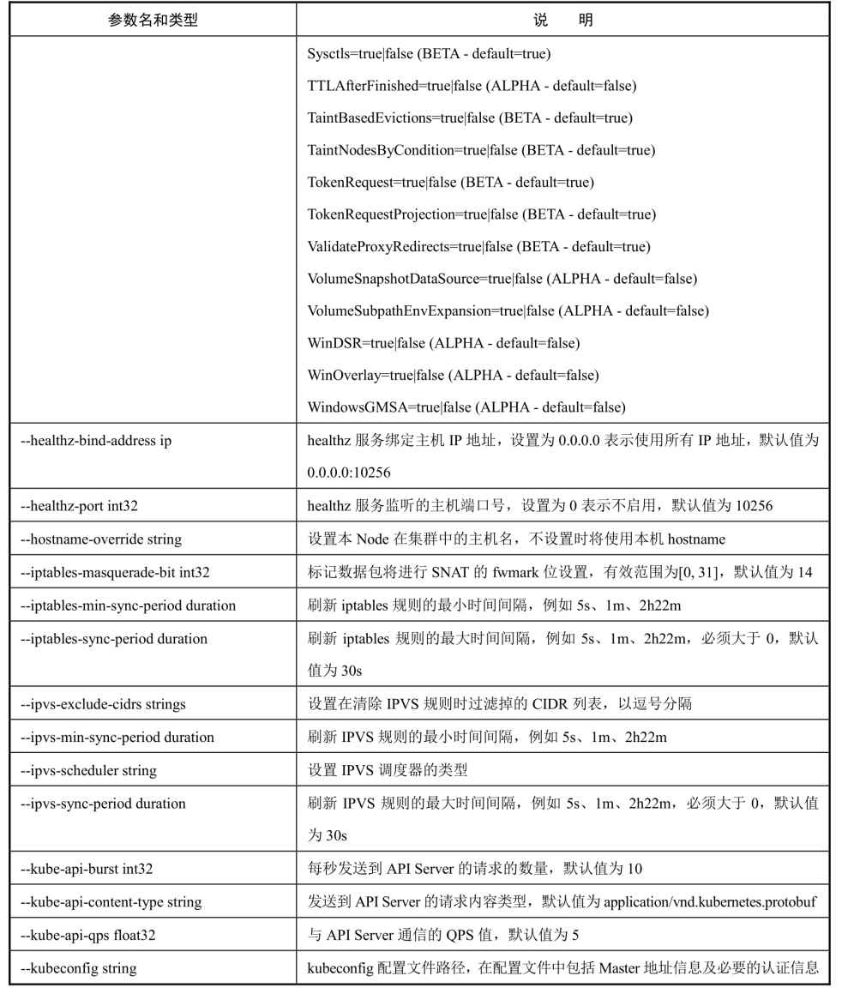 参数名和类型 说 明
Sysctls=true|false (BETA - default=true)
TTLAfterFinished=true|false (ALPHA - default=false)
TaintBasedEvictions=true|false (BETA - default=true)
TaintNodesByCondition=true|false (BETA - default=true)
TokenRequest=true|false (BETA - default=true)
TokenRequestProjection=true|false (BETA - default=true)
ValidateProxyRedirects=true|false (BETA - default=true)
VolumeSnapshotDataSource=true|false (ALPHA - default=false)
VolumeSubpathEnvExpansion=true|false (ALPHA - default=false)
WinDSR=true|false (ALPHA - default=false)
WinOverlay=true|false (ALPHA - default=false)
WindowsGMSA=true|false (ALPHA - default=false)
--healthz-bind-address ip healthz 服务绑定主机 IP 地址，设置为 0.0.0.0 表示使用所有 IP 地址，默认值为
0.0.0.0:10256
--healthz-port int32 healthz 服务监听的主机端口号，设置为 0 表示不启用，默认值为 10256
--hostname-override string 设置本 Node 在集群中的主机名，不设置时将使用本机 hostname
--iptables-masquerade-bit int32 标记数据包将进行 SNAT 的 fwmark 位设置，有效范围为[0, 31]，默认值为 14
--iptables-min-sync-period duration 刷新 iptables 规则的最小时间间隔，例如 5s、1m、2h22m
--iptables-sync-period duration 刷新 iptables 规则的最大时间间隔，例如 5s、1m、2h22m，必须大于 0，默认
值为 30s
--ipvs-exclude-cidrs strings 设置在清除 IPVS 规则时过滤掉的 CIDR 列表，以逗号分隔
--ipvs-min-sync-period duration 刷新 IPVS 规则的最小时间间隔，例如 5s、1m、2h22m
--ipvs-scheduler string 设置 IPVS 调度器的类型
--ipvs-sync-period duration 刷新 IPVS 规则的最大时间间隔，例如 5s、1m、2h22m，必须大于 0，默认值
为 30s
--kube-api-burst int32 每秒发送到 API Server 的请求的数量，默认值为 10
--kube-api-content-type string 发送到 API Server 的请求内容类型，默认值为 application/vnd.kubernetes.protobuf
--kube-api-qps float32 与 API Server 通信的 QPS 值，默认值为 5
--kubeconfig string kubeconfig 配置文件路径，在配置文件中包括 Master 地址信息及必要的认证信息